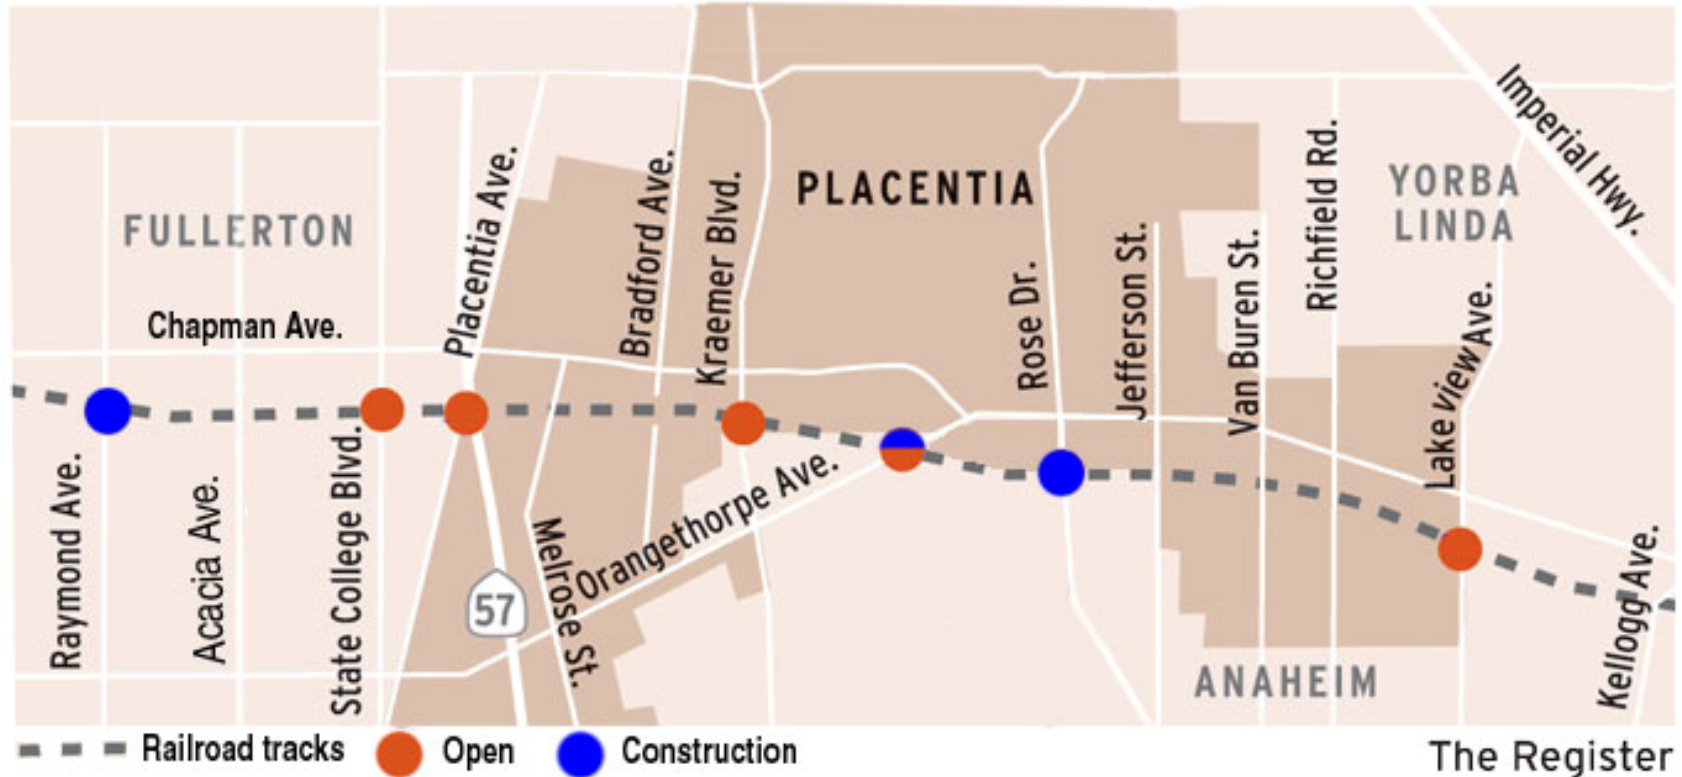 Imperial Hwy.
Placentia Ave.
Bradford Ave.
Kraemer Blvd.
PLACENTIA
Richfield Rd.
YORBA
LINDA
FULLERTON
Chapman Ave.
Rose Dr.
Jefferson St.
Van Buren St.
Lake view Ave.
Raymond Ave.
Acacia Ave.
State College Blvd.
57
Melrose St.
Orangethorpe Ave.
ANAHEIM
Kellogg Ave.
Railroad tracks
Open
Construction
The Register